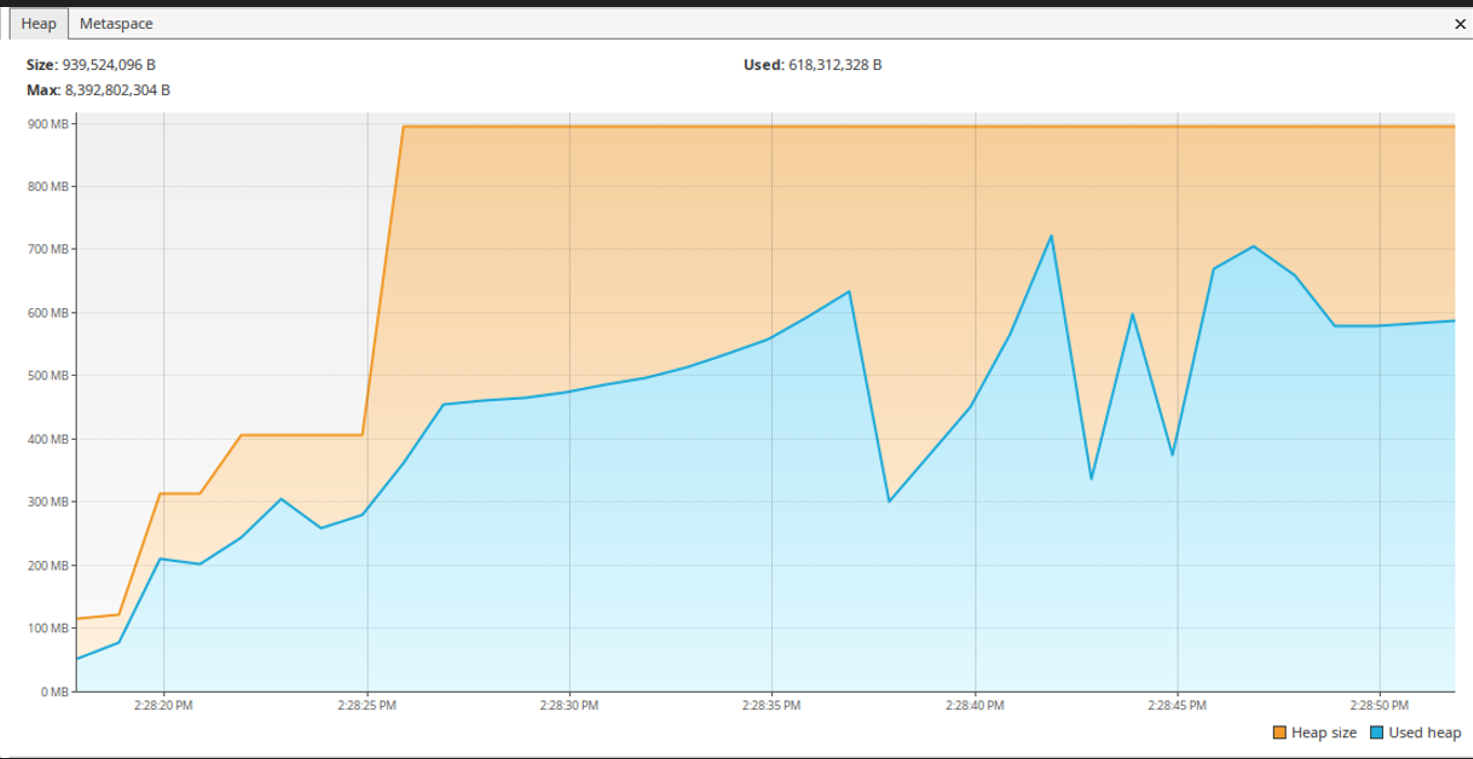 Heap Metaspace ✕
Size: 939,524,096 B Used: 618,312,328 B
Max: 8,392,802,304 B
900 MB
800 MB
700 MB
600 MB
500 MB
400 MB
300 MB
200 MB
100 MB
0 MB
2:28:20 PM 2:28:25 PM 2:28:30 PM 2:28:35 PM 2:28:40 PM 2:28:45 PM 2:28:50 PM
Heap size Used heap